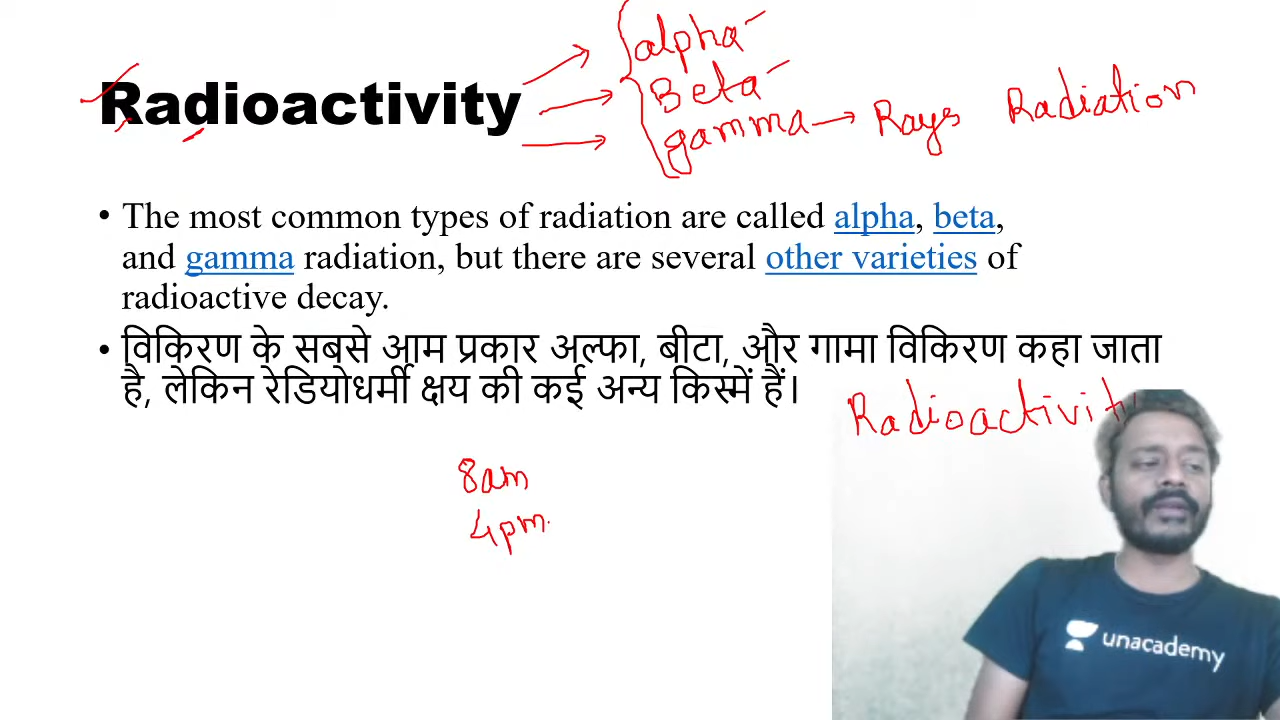 alpha
Beta
Radioactivity
gamma → Rays Radiation
• The most common types of radiation are called alpha, beta,
and gamma radiation, but there are several other varieties of
radioactive decay.
• विकिरण के सबसे आम प्रकार अल्फा, बीटा, और गामा विकिरण कहा जाता
है, लेकिन रेडियोधर्मी क्षय की कई अन्य किस्में हैं।
Radioactivit
8am
4pm.
unacademy